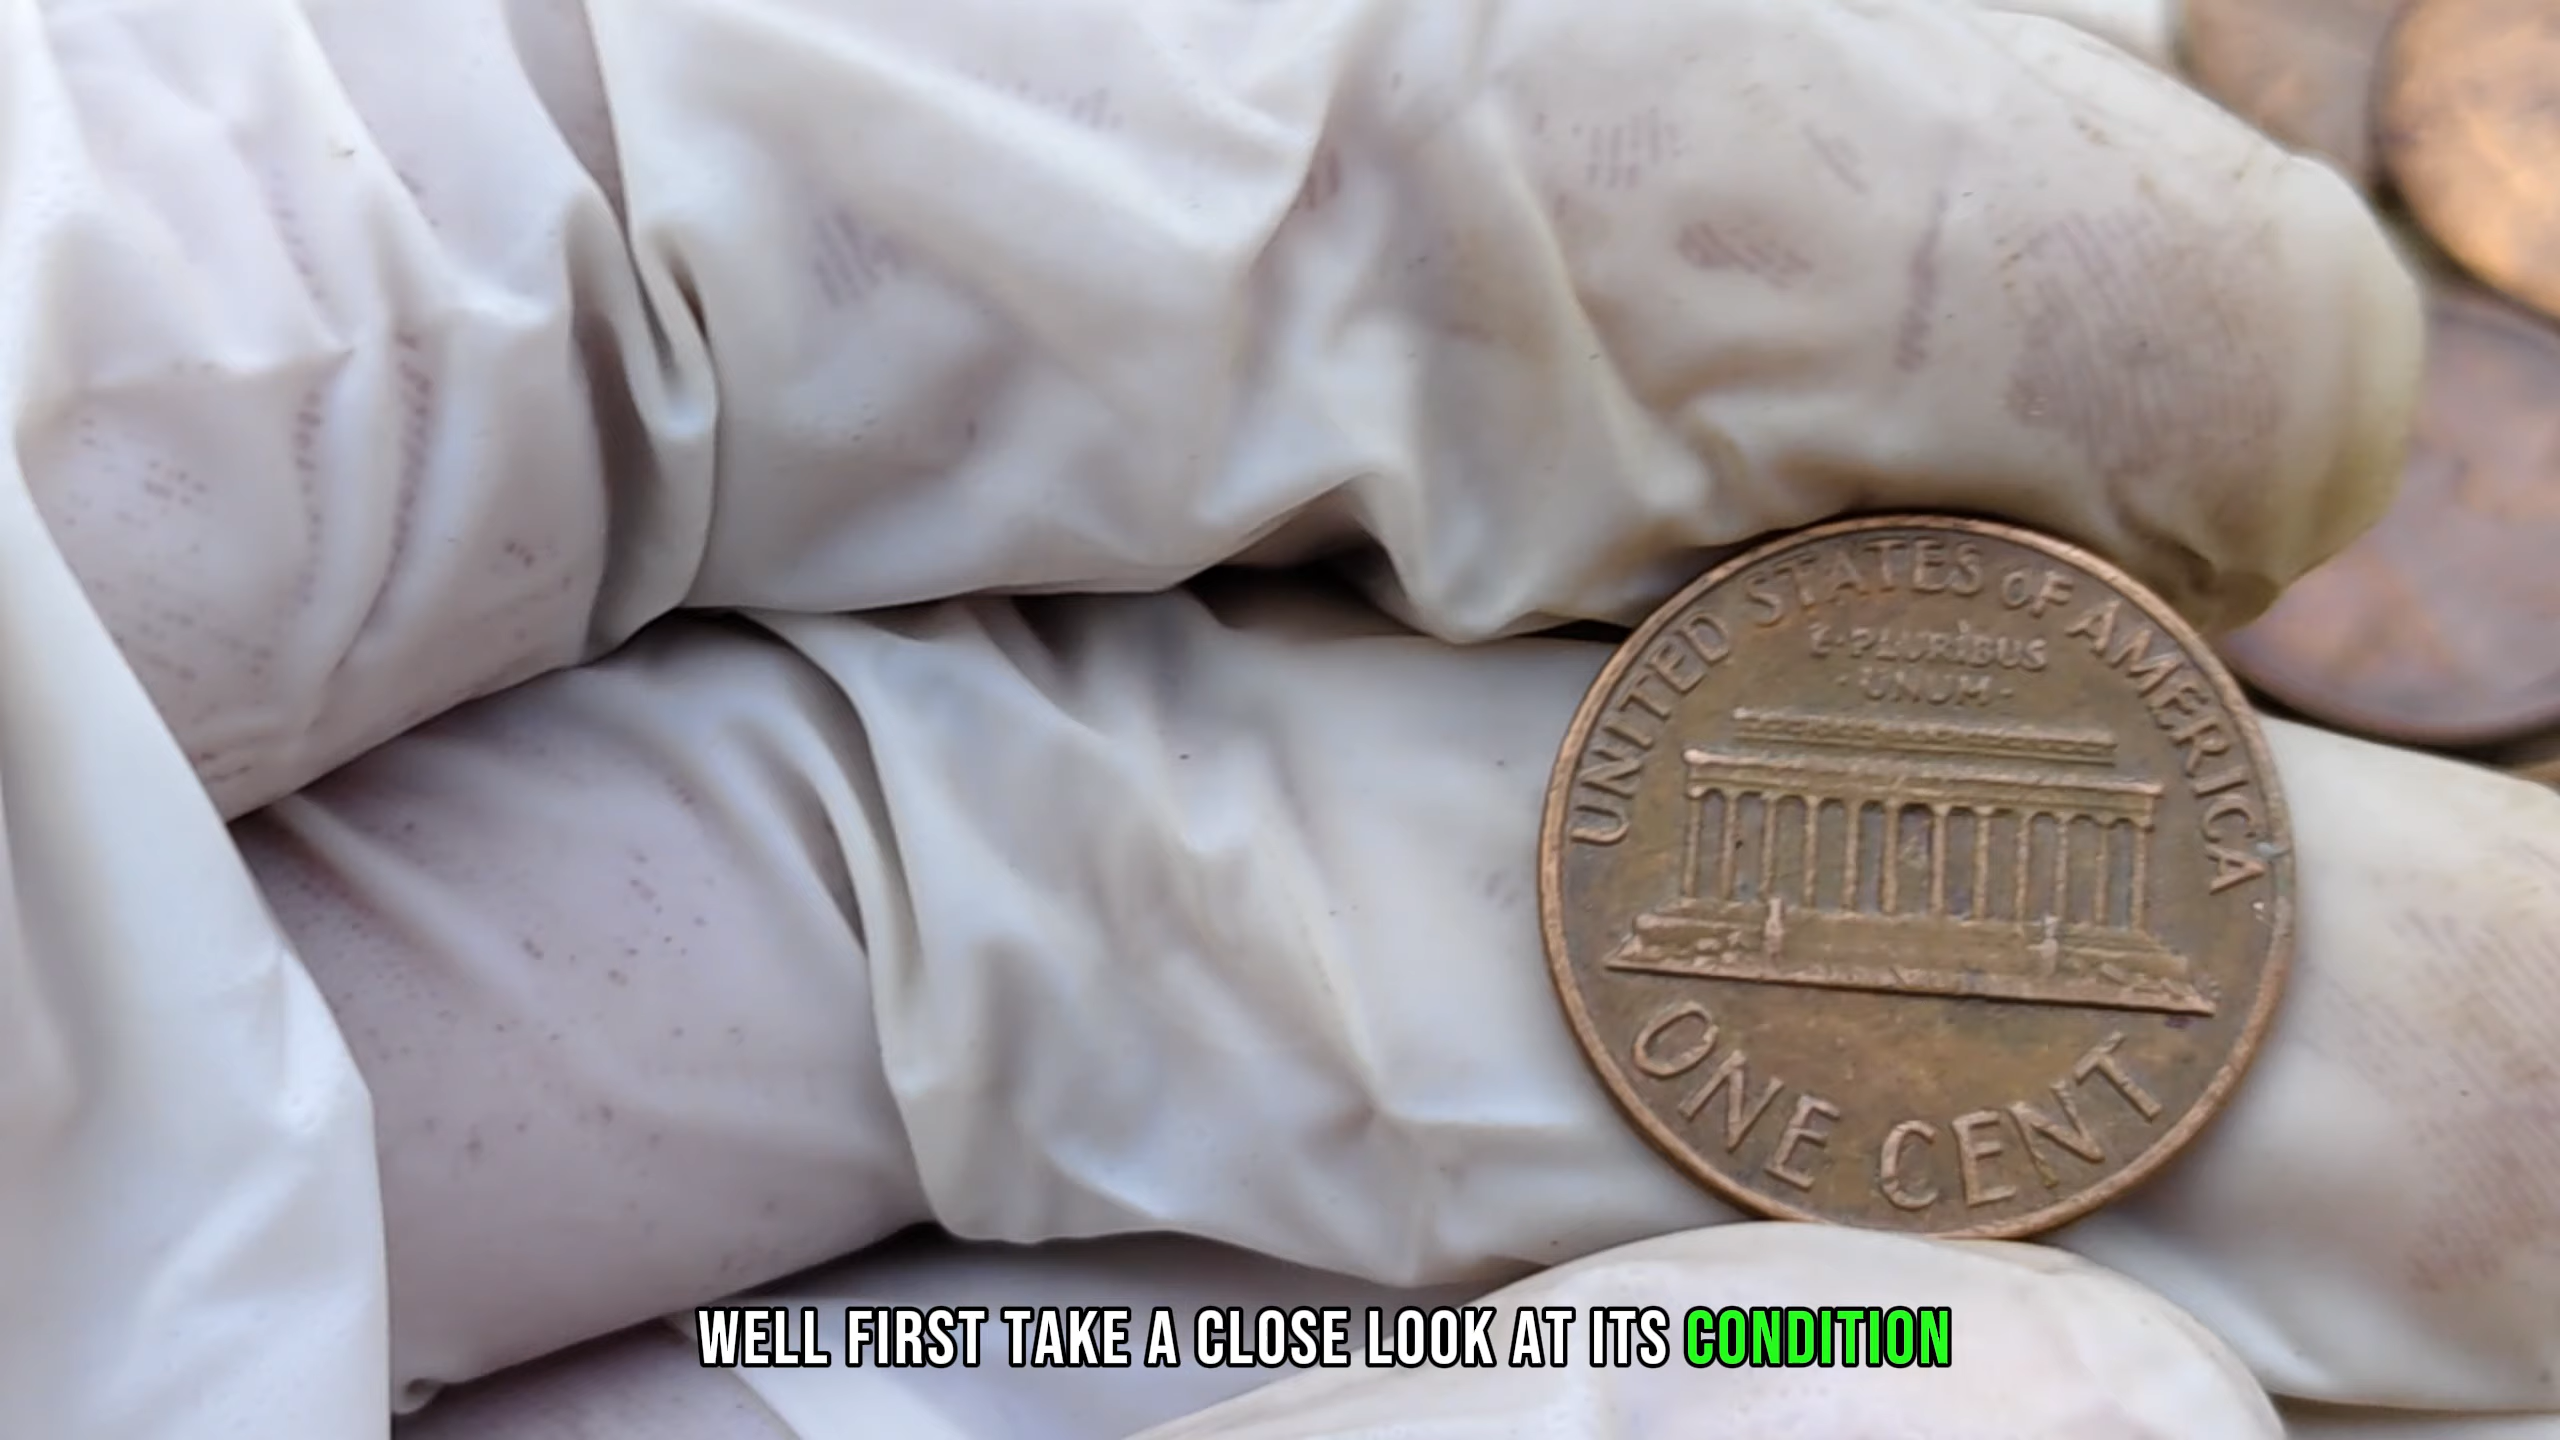 UNITED STATES OF AMERICA
E·PLURIBUS
·UNUM·
ONE CENT
WELL FIRST TAKE A CLOSE LOOK AT ITS CONDITION